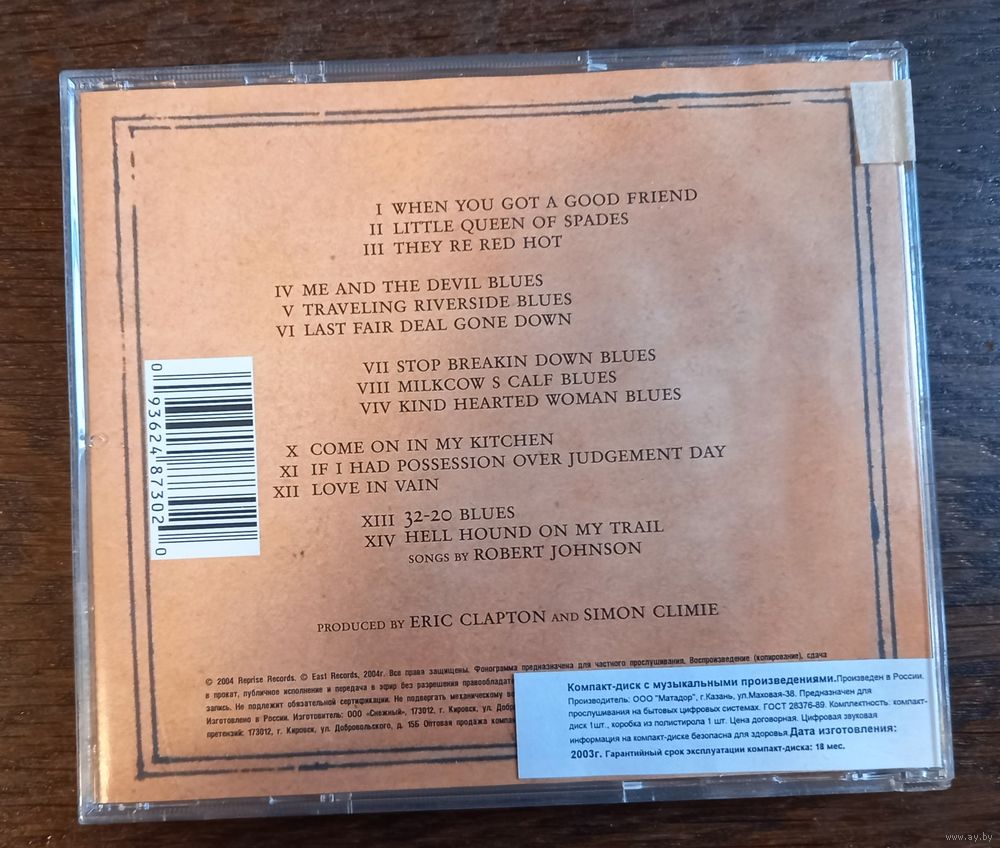 I WHEN YOU GOT A GOOD FRIEND
II LITTLE QUEEN OF SPADES
III THEY RE RED HOT
IV ME AND THE DEVIL BLUES
V TRAVELING RIVERSIDE BLUES
VI LAST FAIR DEAL GONE DOWN
VII STOP BREAKIN DOWN BLUES
VIII MILKCOW S CALF BLUES
VIV KIND HEARTED WOMAN BLUES
X COME ON IN MY KITCHEN
XI IF I HAD POSSESSION OVER JUDGEMENT DAY
XII LOVE IN VAIN
XIII 32-20 BLUES
XIV HELL HOUND ON MY TRAIL
SONGS BY ROBERT JOHNSON
0 93624 87302 0
PRODUCED BY ERIC CLAPTON AND SIMON CLIMIE
© 2004 Reprise Records. © East Records, 2004г. Все права защищены. Фонограмма предназначена для частного прослушивания. Воспроизведение (копирование), сдача
в прокат, публичное исполнение и передача в эфир без разрешения правообладат
запись. Не подлежит обязательной сертификации. Не подвергать механическому во
Изготовлено в России. Изготовитель: ООО «Снежный», 173012, г. Кировск, ул. Добр
претензий: 173012, г. Кировск, ул. Добровольского, д. 15Б Оптовая продажа компа
Компакт-диск с музыкальными произведениями.Произведен в России.
Производитель: ООО "Матадор", г.Казань, ул.Маховая-38. Предназначен для
прослушивания на бытовых цифровых системах. ГОСТ 28376-89. Комплектность: компакт-
диск 1шт., коробка из полистирола 1 шт. Цена договорная. Цифровая звуковая
информация на компакт-диске безопасна для здоровья.Дата изготовления:
2003г. Гарантийный срок эксплуатации компакт-диска: 18 мес.
www.ay.by